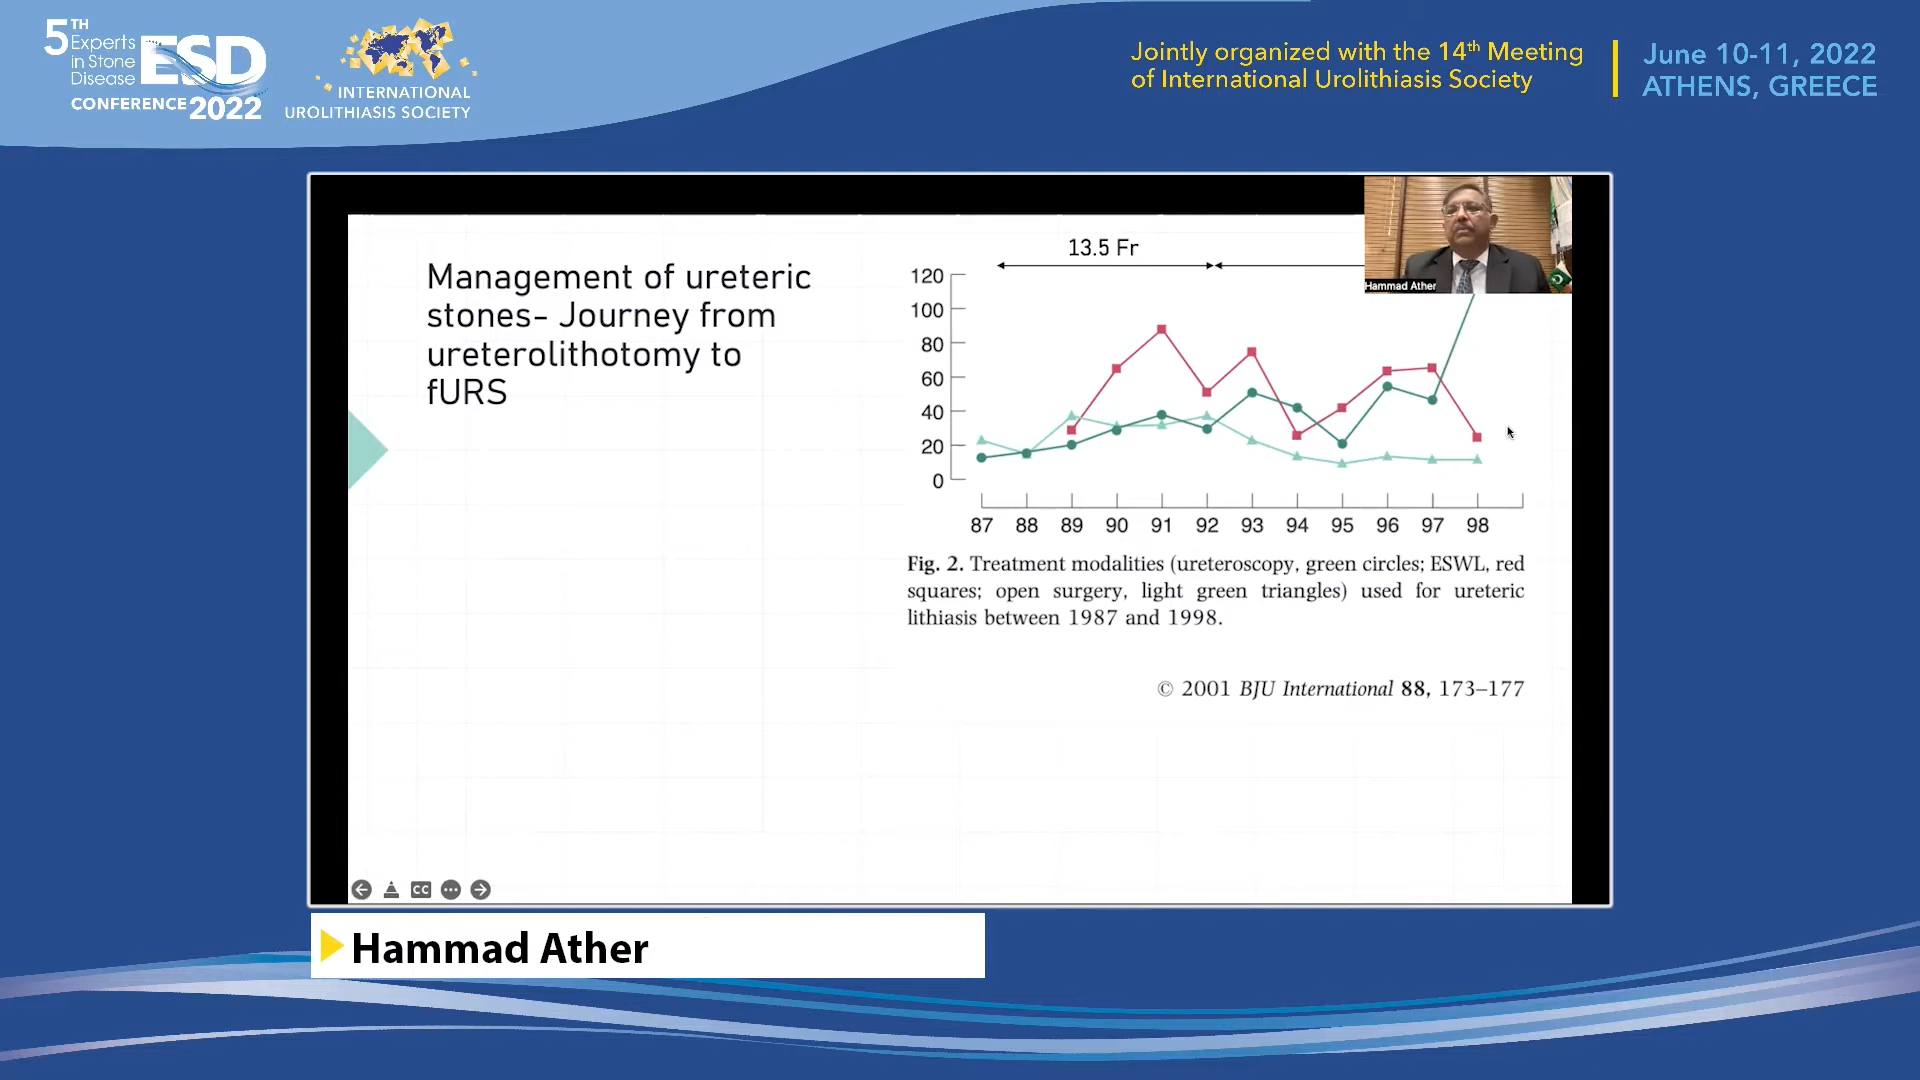 5TH
Experts
in Stone
Disease
ESD
CONFERENCE 2022
INTERNATIONAL
UROLITHIASIS SOCIETY
Jointly organized with the 14th Meeting
of International Urolithiasis Society
June 10-11, 2022
ATHENS, GREECE
Management of ureteric
stones- Journey from
ureterolithotomy to
fURS
13.5 Fr
Hammad Ather
120
100
80
60
40
20
0
87 88 89 90 91 92 93 94 95 96 97 98
Fig. 2. Treatment modalities (ureteroscopy, green circles; ESWL, red
squares; open surgery, light green triangles) used for ureteric
lithiasis between 1987 and 1998.
© 2001 BJU International 88, 173–177
CC
Hammad Ather